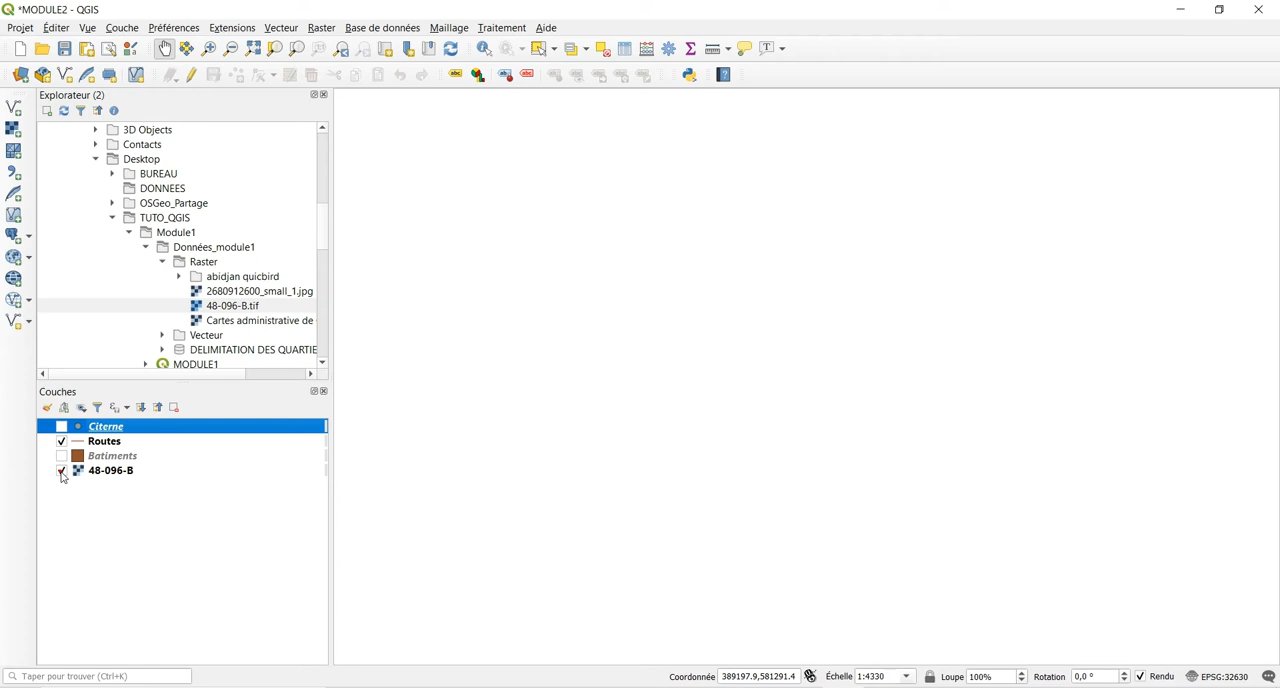 *MODULE2 - QGIS
Projet Éditer Vue Couche Préférences Extensions Vecteur Raster Base de données Maillage Traitement Aide
Explorateur (2)
3D Objects
Contacts
Desktop
BUREAU
DONNEES
OSGeo_Partage
TUTO_QGIS
Module1
Données_module1
Raster
abidjan quicbird
2680912600_small_1.jpg
48-096-B.tif
Cartes administrative de
Vecteur
DELIMITATION DES QUARTIE
MODULE1
Couches
Citerne
Routes
Batiments
48-096-B
Taper pour trouver (Ctrl+K) Coordonnée 389197.9,581291.4 Échelle 1:4330 Loupe 100% Rotation 0,0 ° Rendu EPSG:32630